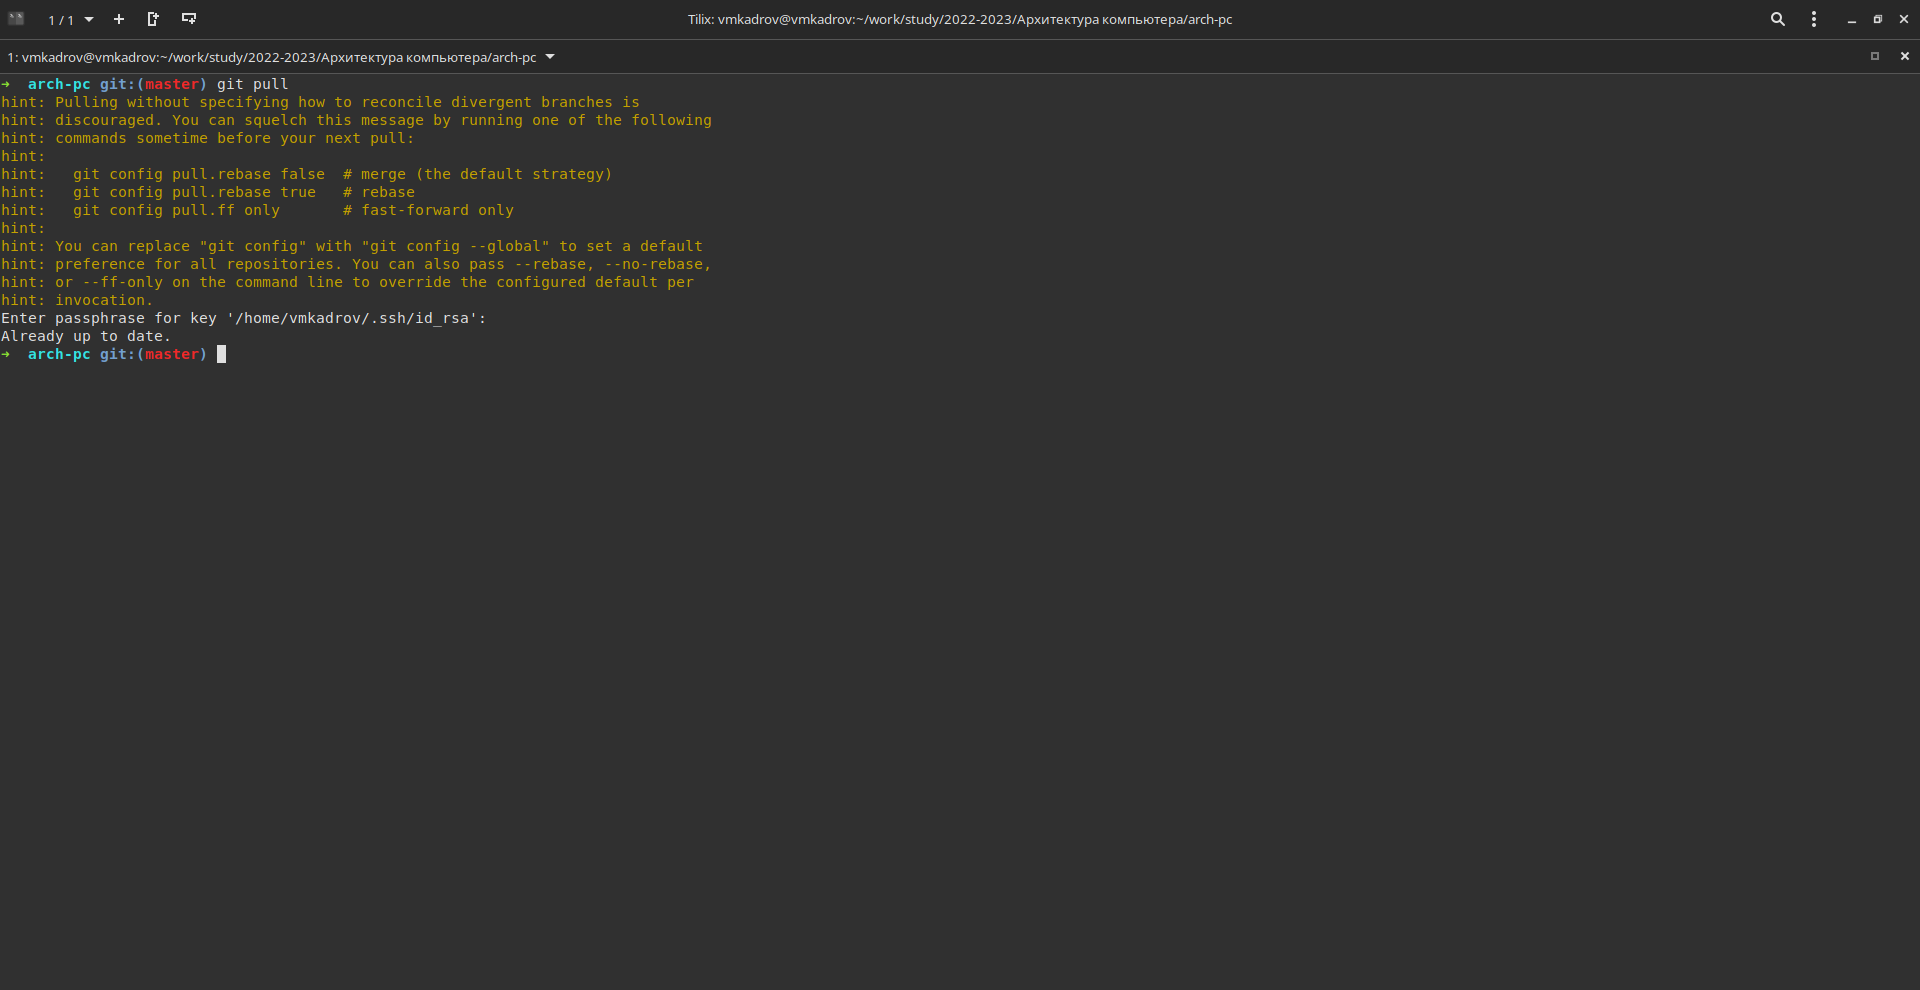 1 / 1
Tilix: vmkadrov@vmkadrov:~/work/study/2022-2023/Архитектура компьютера/arch-pc
1: vmkadrov@vmkadrov:~/work/study/2022-2023/Архитектура компьютера/arch-pc
➜  arch-pc git:(master) git pull
hint: Pulling without specifying how to reconcile divergent branches is
hint: discouraged. You can squelch this message by running one of the following
hint: commands sometime before your next pull:
hint:
hint:   git config pull.rebase false  # merge (the default strategy)
hint:   git config pull.rebase true   # rebase
hint:   git config pull.ff only       # fast-forward only
hint:
hint: You can replace "git config" with "git config --global" to set a default
hint: preference for all repositories. You can also pass --rebase, --no-rebase,
hint: or --ff-only on the command line to override the configured default per
hint: invocation.
Enter passphrase for key '/home/vmkadrov/.ssh/id_rsa':
Already up to date.
➜  arch-pc git:(master)